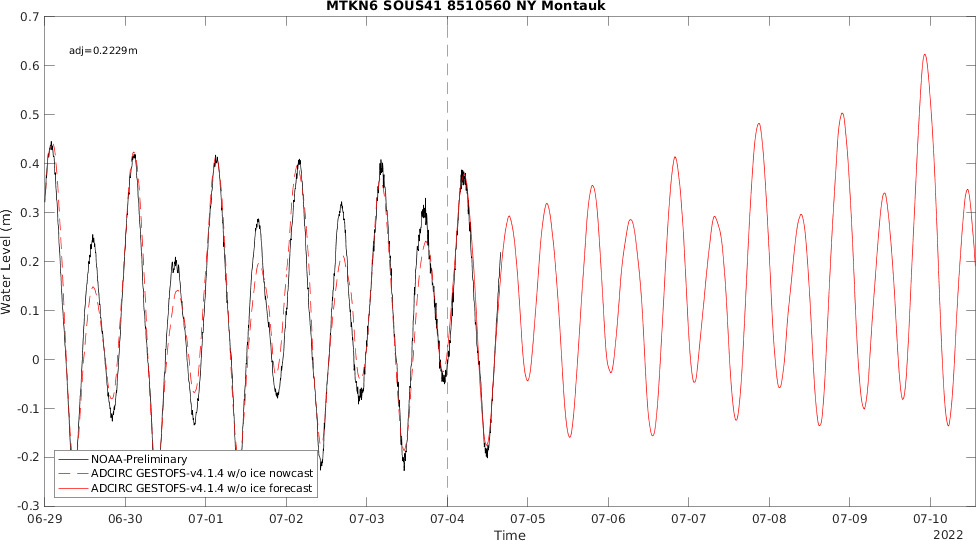 MTKN6 SOUS41 8510560 NY Montauk
adj=0.2229m
0.7
0.6
0.5
0.4
0.3
0.2
0.1
0
-0.1
-0.2
-0.3
Water Level (m)
NOAA-Preliminary
ADCIRC GESTOFS-v4.1.4 w/o ice nowcast
ADCIRC GESTOFS-v4.1.4 w/o ice forecast
06-29 06-30 07-01 07-02 07-03 07-04 07-05 07-06 07-07 07-08 07-09 07-10
Time
2022